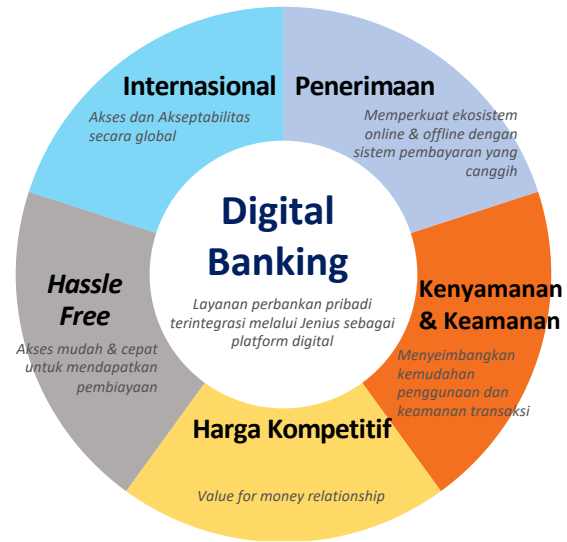 Internasional
Akses dan Akseptabilitas
secara global
Penerimaan
Memperkuat ekosistem
online & offline dengan
sistem pembayaran yang
canggih
Digital
Banking
Layanan perbankan pribadi
terintegrasi melalui Jenius sebagai
platform digital
Hassle
Free
Akses mudah & cepat
untuk mendapatkan
pembiayaan
Kenyamanan
& Keamanan
Menyeimbangkan
kemudahan
penggunaan dan
keamanan transaksi
Harga Kompetitif
Value for money relationship